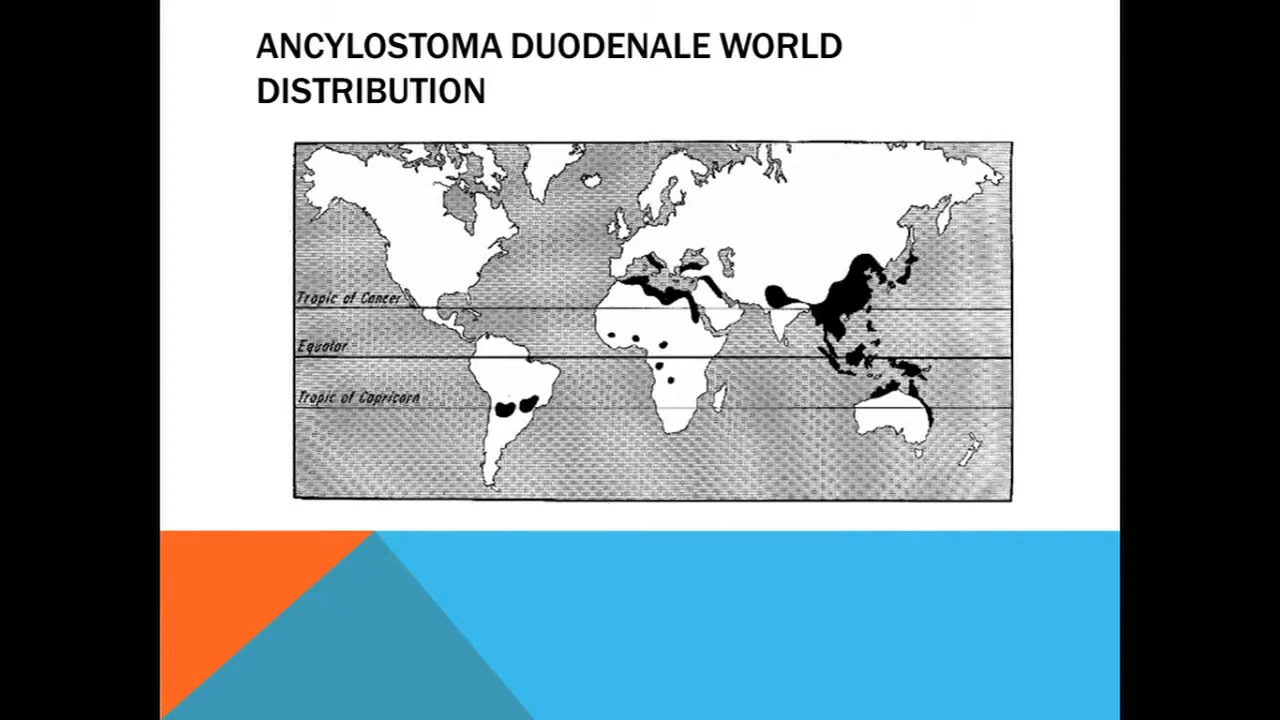 ANCYLOSTOMA DUODENALE WORLD
DISTRIBUTION
Tropic of Cancer
Equator
Tropic of Capricorn